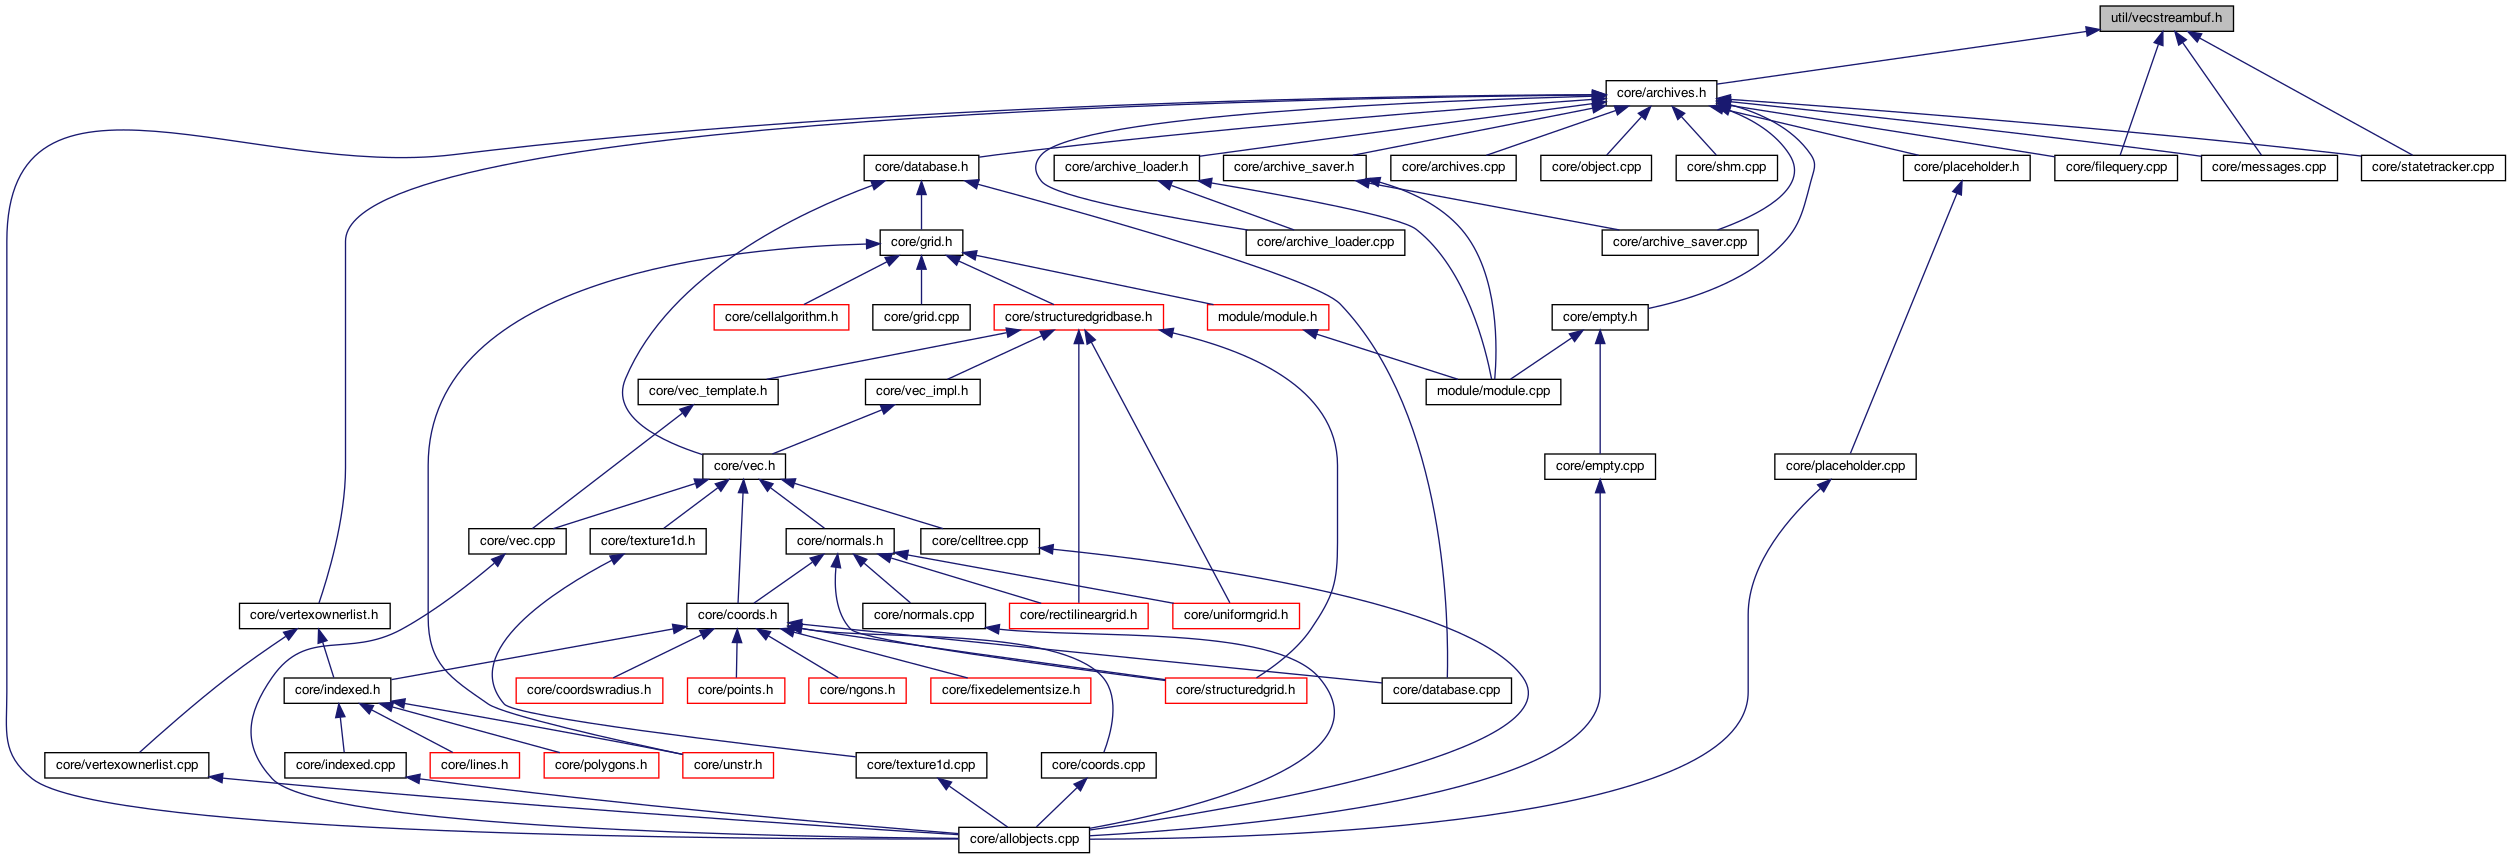 util/vecstreambuf.h
core/archives.h
core/database.h
core/archive_loader.h
core/archive_saver.h
core/archives.cpp
core/object.cpp
core/shm.cpp
core/placeholder.h
core/filequery.cpp
core/messages.cpp
core/statetracker.cpp
core/grid.h
core/archive_loader.cpp
core/archive_saver.cpp
core/cellalgorithm.h
core/grid.cpp
core/structuredgridbase.h
module/module.h
core/empty.h
core/vec_template.h
core/vec_impl.h
module/module.cpp
core/vec.h
core/empty.cpp
core/placeholder.cpp
core/vec.cpp
core/texture1d.h
core/normals.h
core/celltree.cpp
core/vertexownerlist.h
core/coords.h
core/normals.cpp
core/rectilineargrid.h
core/uniformgrid.h
core/indexed.h
core/coordswradius.h
core/points.h
core/ngons.h
core/fixedelementsize.h
core/structuredgrid.h
core/database.cpp
core/vertexownerlist.cpp
core/indexed.cpp
core/lines.h
core/polygons.h
core/unstr.h
core/texture1d.cpp
core/coords.cpp
core/allobjects.cpp